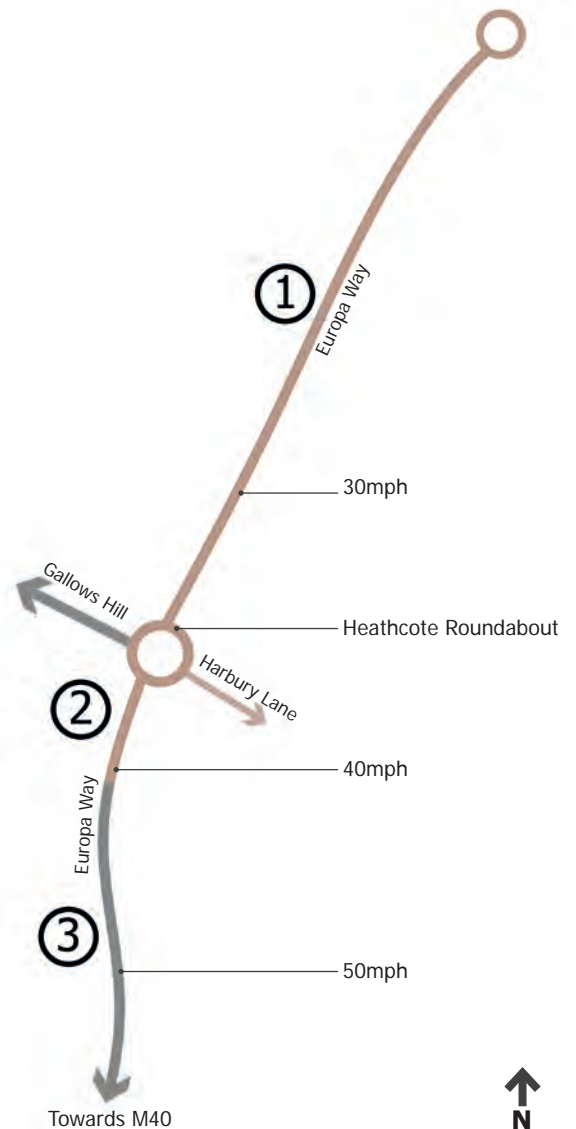 1
Europa Way
30mph
Gallows Hill
Heathcote Roundabout
Harbury Lane
2
40mph
Europa Way
3
50mph
Towards M40
N